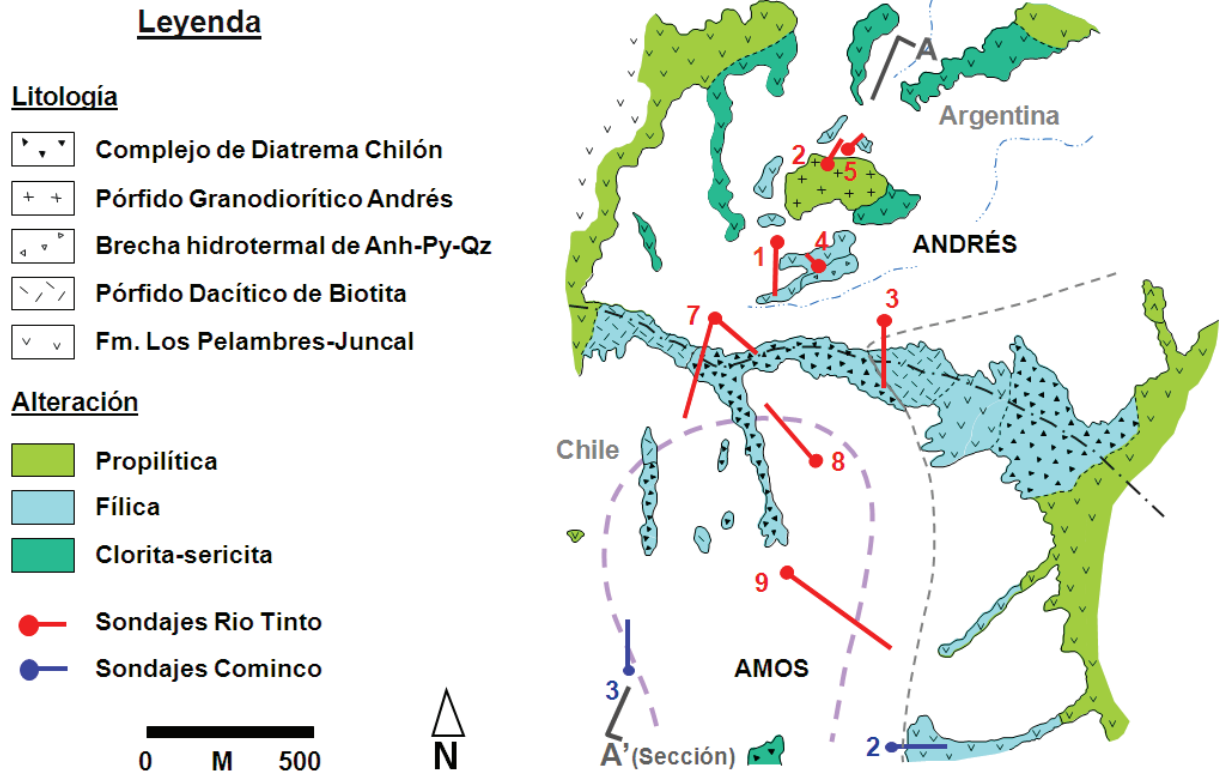 Leyenda
Litología
Complejo de Diatrema Chilón
Pórfido Granodiorítico Andrés
Brecha hidrotermal de Anh-Py-Qz
Pórfido Dacítico de Biotita
Fm. Los Pelambres-Juncal
Alteración
Propilítica
Fílica
Clorita-sericita
Sondajes Rio Tinto
Sondajes Cominco
0 M 500
N
A
Argentina
2
5
ANDRÉS
1
4
7
3
Chile
8
9
AMOS
3
2
A’(Sección)